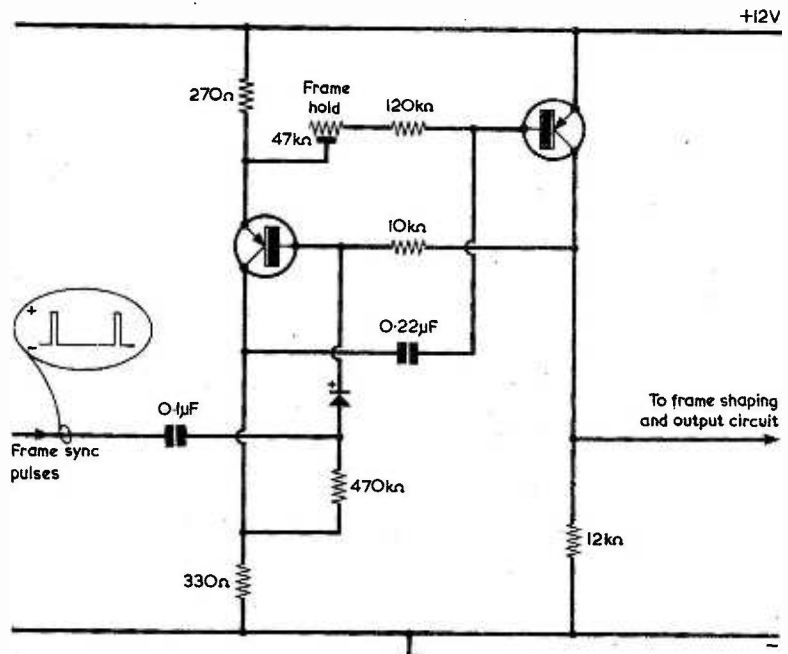 +12V
270Ω
Frame
hold
120kΩ
47kΩ
10kΩ
+
-
0·22μF
+
0·1μF
To frame shaping
and output circuit
Frame sync
pulses
470kΩ
12kΩ
330Ω
-